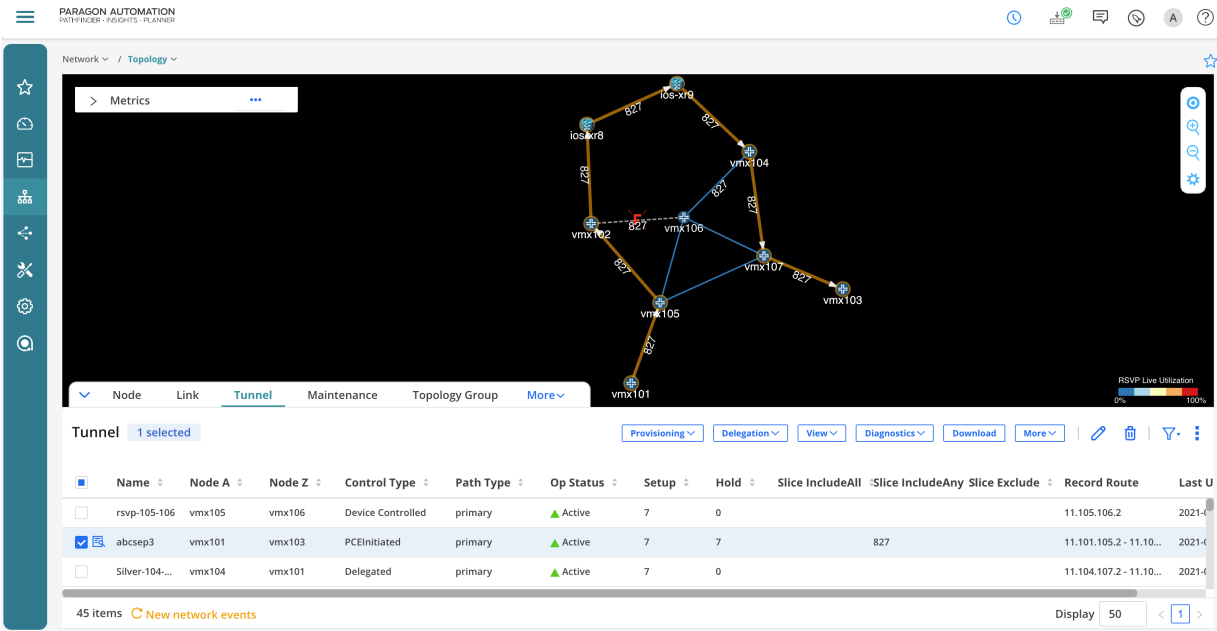 PARAGON AUTOMATION
PATHFINDER · INSIGHTS · PLANNER
A
Network / Topology
Metrics
ios-xr9
827
827
ios-xr8
vmx104
827
827
827
F
827
vmx102
vmx106
vmx107
827
827
vmx103
vmx105
827
vmx101
RSVP Live Utilization
0% 100%
Node Link Tunnel Maintenance Topology Group More
Tunnel 1 selected Provisioning Delegation View Diagnostics Download More
Name Node A Node Z Control Type Path Type Op Status Setup Hold Slice IncludeAll Slice IncludeAny Slice Exclude Record Route Last U
rsvp-105-106 vmx105 vmx106 Device Controlled primary Active 7 0 11.105.106.2 2021-0
abcsep3 vmx101 vmx103 PCEInitiated primary Active 7 7 827 11.101.105.2 - 11.10... 2021-0
Silver-104-... vmx104 vmx101 Delegated primary Active 7 0 11.104.107.2 - 11.10... 2021-0
45 items New network events Display 50 < 1 >